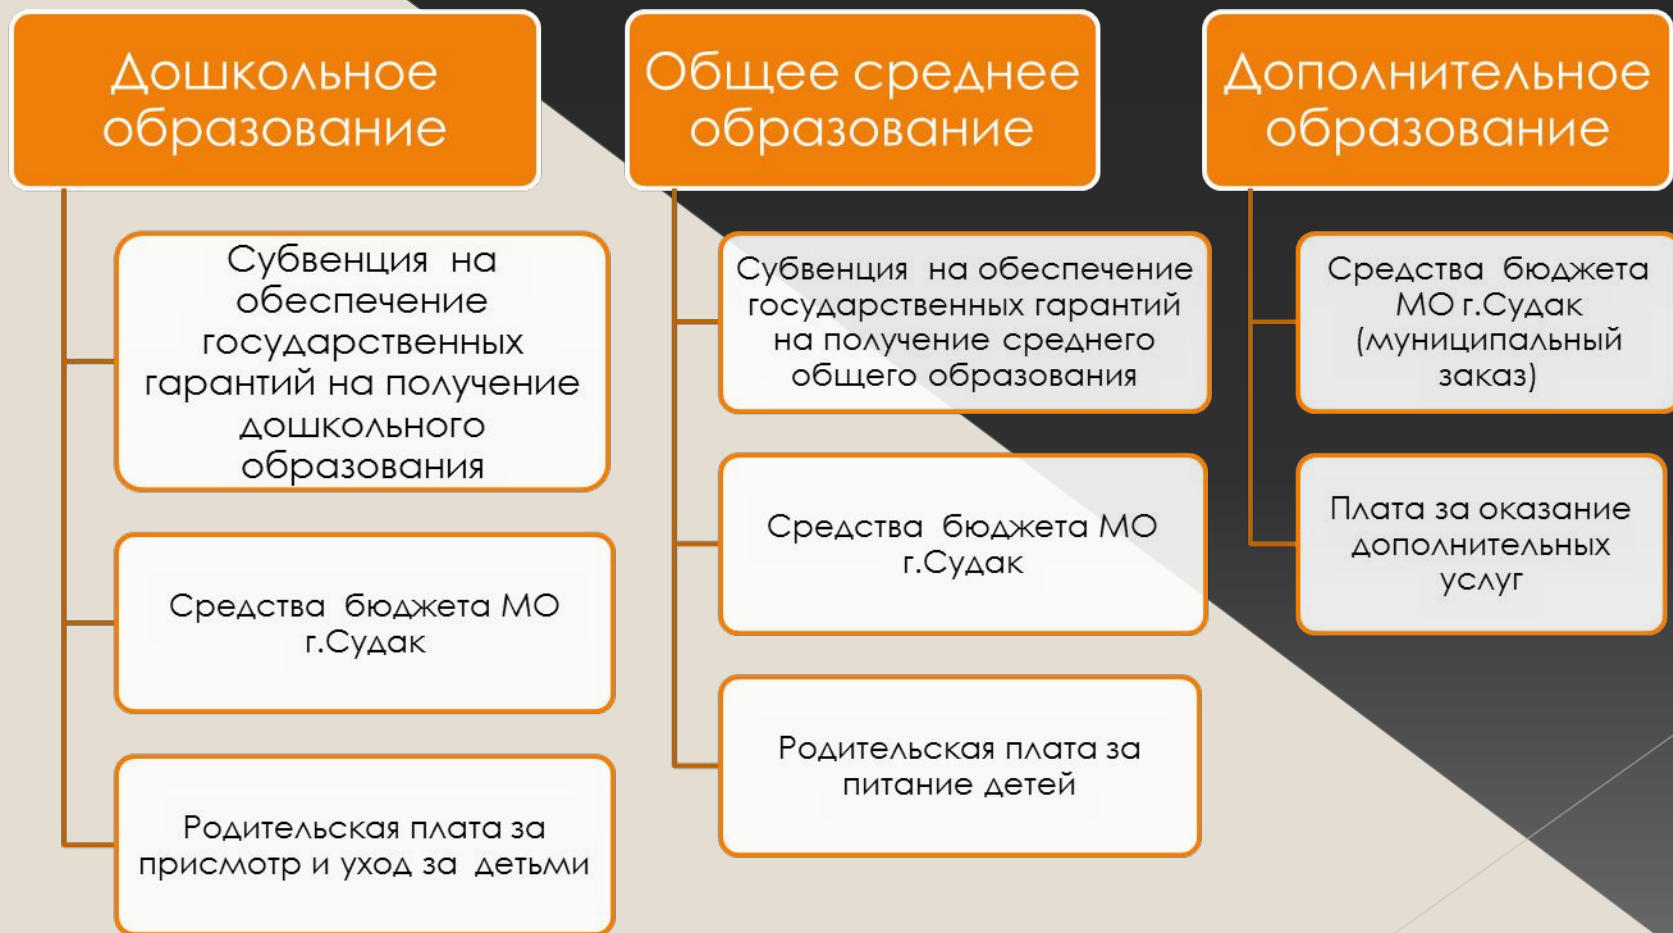 Дошкольное
образование
Субвенция на
обеспечение
государственных
гарантий на получение
дошкольного
образования
Средства бюджета МО
г.Судак
Родительская плата за
присмотр и уход за детьми
Общее среднее
образование
Субвенция на обеспечение
государственных гарантий
на получение среднего
общего образования
Средства бюджета МО
г.Судак
Родительская плата за
питание детей
Дополнительное
образование
Средства бюджета
МО г.Судак
(муниципальный
заказ)
Плата за оказание
дополнительных
услуг